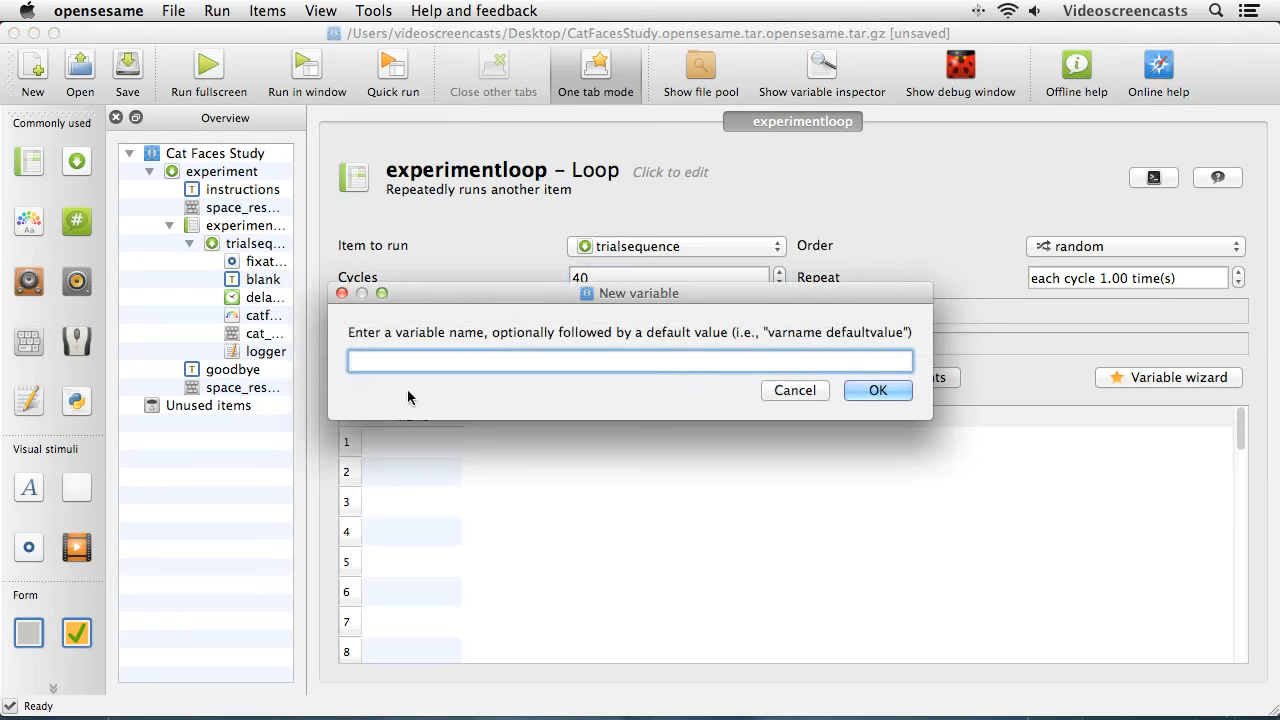 opensesame File Run Items View Tools Help and feedback Videoscreencasts
/Users/videoscreencasts/Desktop/CatFacesStudy.opensesame.tar.opensesame.tar.gz [unsaved]
New Open Save Run fullscreen Run in window Quick run Close other tabs One tab mode Show file pool Show variable inspector Show debug window Offline help Online help
Commonly used
Overview
experimentloop
Cat Faces Study
experiment
instructions
space_res...
experimen...
trialseq...
fixat...
blank
dela...
catf...
cat_...
logger
goodbye
space_res...
Unused items
Aa
#
Visual stimuli
A
Form
experimentloop – Loop Click to edit
Repeatedly runs another item
Item to run trialsequence Order random
Cycles 40 Repeat each cycle 1.00 time(s)
New variable
Enter a variable name, optionally followed by a default value (i.e., "varname defaultvalue")
Cancel OK
Variable wizard
1
2
3
4
5
6
7
8
Ready